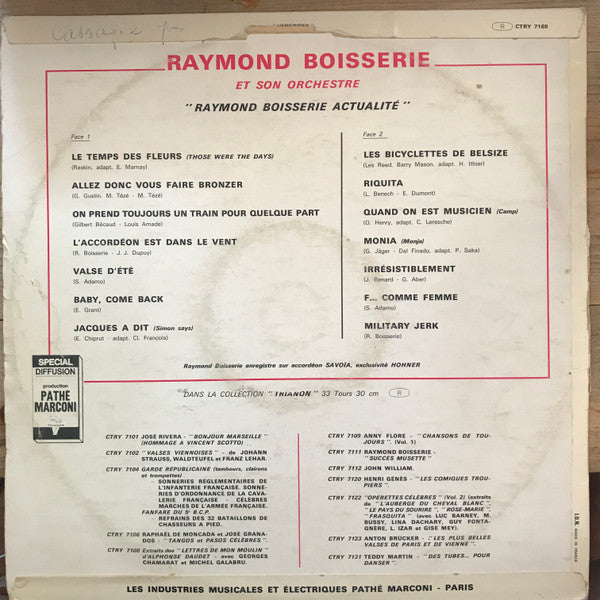 Cassagne Yves
"VERONDEX"
R CTRY 7168
RAYMOND BOISSERIE
ET SON ORCHESTRE
"RAYMOND BOISSERIE ACTUALITÉ"
Face 1
LE TEMPS DES FLEURS (THOSE WERE THE DAYS)
(Raskin, adapt. E. Marnay)
ALLEZ DONC VOUS FAIRE BRONZER
(G. Gustin, M. Tézé - M. Tézé)
ON PREND TOUJOURS UN TRAIN POUR QUELQUE PART
(Gilbert Bécaud - Louis Amade)
L'ACCORDÉON EST DANS LE VENT
(R. Boisserie - J. J. Dupuy)
VALSE D'ÉTÉ
(S. Adamo)
BABY, COME BACK
(E. Grant)
JACQUES A DIT (Simon says)
(E. Chiprut - adapt. Cl. François)
Face 2
LES BICYCLETTES DE BELSIZE
(Les Reed, Barry Mason, adapt. H. Ithier)
RIQUITA
(L. Benech - E. Dumont)
QUAND ON EST MUSICIEN (Camp)
(O. Henry, adapt. C. Leresche)
MONIA (Monja)
(G. Jäger - Dal Finado, adapt. P. Saka)
IRRÉSISTIBLEMENT
(J. Renard - G. Aber)
F... COMME FEMME
(S. Adamo)
MILITARY JERK
(R. Boisserie)
Raymond Boisserie enregistre sur accordéon SAVOIA, exclusivité HOHNER
SPECIAL
DIFFUSION
production
PATHÉ
MARCONI
DANS LA COLLECTION "TRIANON" 33 Tours 30 cm R
CTRY 7101 JOSÉ RIVERA - "BONJOUR MARSEILLE"
(HOMMAGE A VINCENT SCOTTO)
CTRY 7102 "VALSES VIENNOISES" - de JOHANN
STRAUSS, WALDTEUFEL et FRANZ LEHAR.
CTRY 7104 GARDE REPUBLICAINE (tambours, clairons
et trompettes)
- SONNERIES RÉGLEMENTAIRES DE
L'INFANTERIE FRANÇAISE. SONNE-
RIES D'ORDONNANCE DE LA CAVA-
LERIE FRANÇAISE - CÉLÈBRES
MARCHES DE L'ARMÉE FRANÇAISE.
FANFARE DU 5e B.C.P.
REFRAINS DES 32 BATAILLONS DE
CHASSEURS A PIED.
CTRY 7106 RAPHAËL DE MONCADA et JOSE GRANA-
DOS - "TANGOS et PASOS CÉLÈBRES".
CTRY 7108 Extraits des "LETTRES DE MON MOULIN"
d'ALPHONSE DAUDET - avec GEORGES
CHAMARAT et MICHEL GALABRU.
CTRY 7109 ANNY FLORE - "CHANSONS DE TOU-
JOURS". (Vol. 1)
CTRY 7111 RAYMOND BOISSERIE -
"SUCCÈS MUSETTE"
CTRY 7112 JOHN WILLIAM.
CTRY 7120 HENRI GÉNÈS - "LES COMIQUES TROU-
PIERS".
CTRY 7122 "OPERETTES CÉLÈBRES" (Vol. 2) (extraits
de "L'AUBERGE DU CHEVAL BLANC",
"LE PAYS DU SOURIRE", "ROSE-MARIE",
"FRASQUITA") (avec LUC BARNEY, M.
BUSSY, LINA DACHARY, GUY FONTA-
GNÈRE, L. IZAR et GISE MEY).
CTRY 7123 ANTON BRÜCKER - "LES PLUS BELLES
VALSES DE PARIS ET DE VIENNE"
CTRY 7131 TEDDY MARTIN - "DES TUBES... POUR
DANSER".
I.D.N. MADE IN FRANCE
LES INDUSTRIES MUSICALES ET ÉLECTRIQUES PATHÉ MARCONI - PARIS